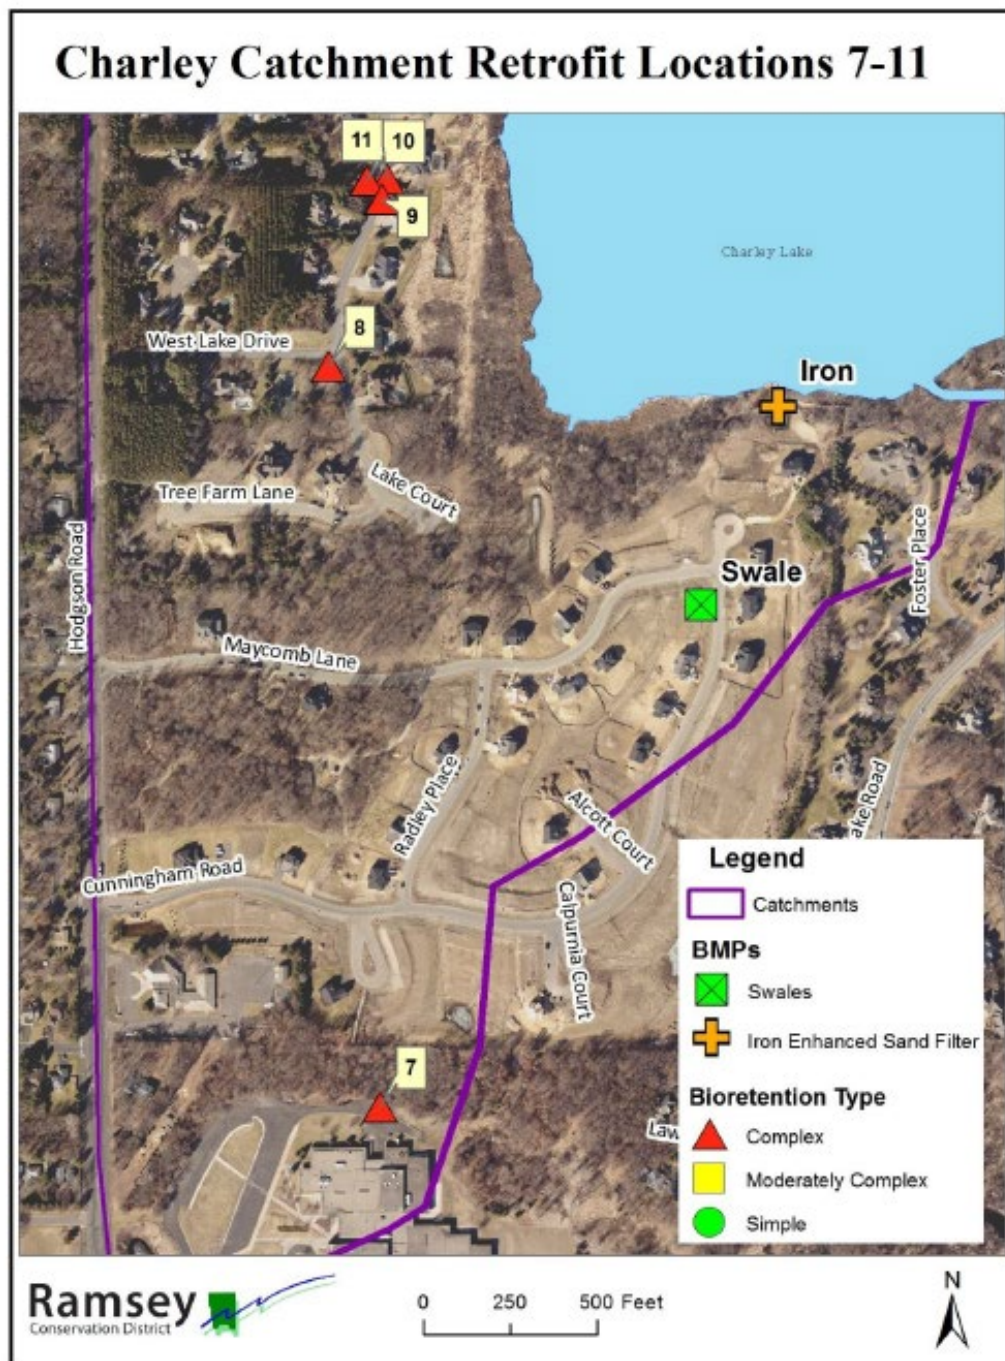 Charley Catchment Retrofit Locations 7-11
11
10
9
Charley Lake
8
West Lake Drive
Iron
Lake Court
Tree Farm Lane
Foster Place
Hodgson Road
Swale
Maycomb Lane
Radley Place
Alcott Court
ake Road
Cunningham Road
Calpurnia Court
7
Law
Legend
Catchments
BMPs
Swales
Iron Enhanced Sand Filter
Bioretention Type
Complex
Moderately Complex
Simple
Ramsey
Conservation District
0 250 500 Feet
N